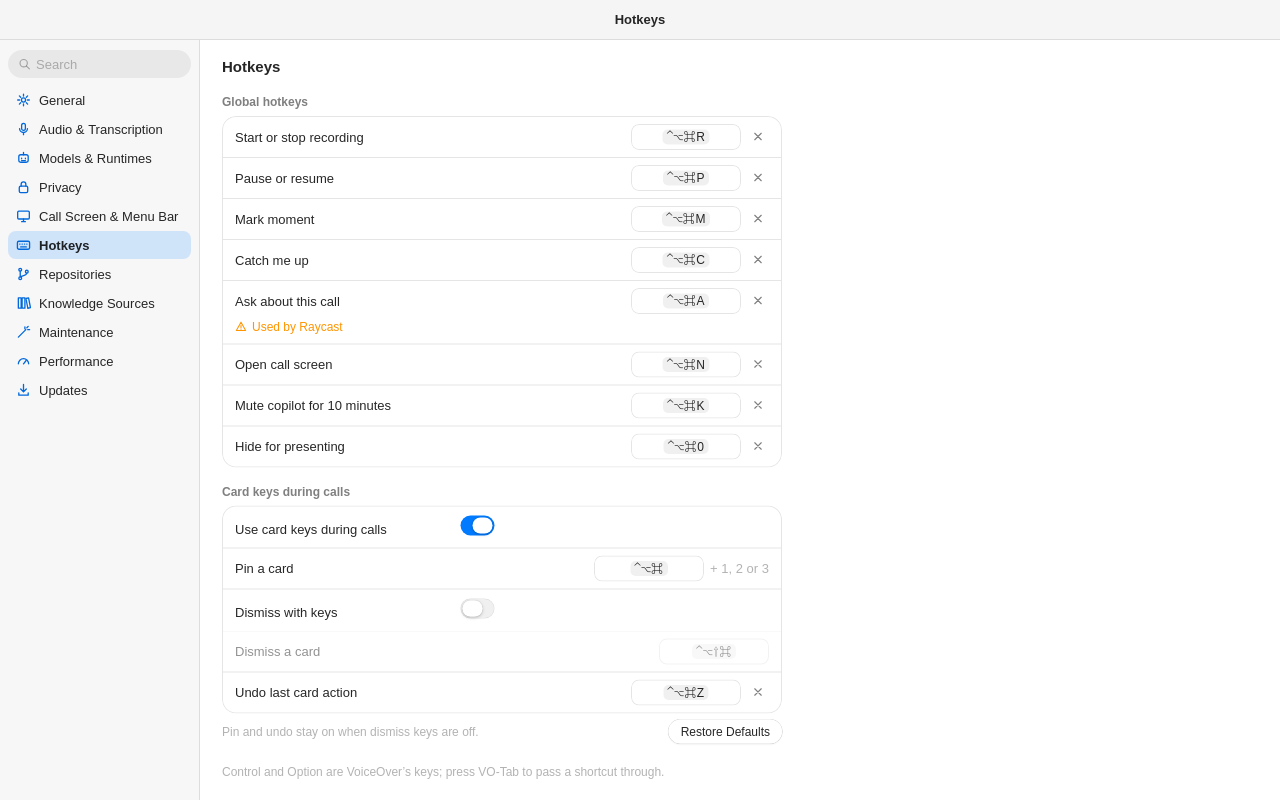 Hotkeys
Search
General
Audio & Transcription
Models & Runtimes
Privacy
Call Screen & Menu Bar
Hotkeys
Repositories
Knowledge Sources
Maintenance
Performance
Updates
Hotkeys
Global hotkeys
Start or stop recording ⌃⌥⌘R
Pause or resume ⌃⌥⌘P
Mark moment ⌃⌥⌘M
Catch me up ⌃⌥⌘C
Ask about this call ⌃⌥⌘A
Used by Raycast
Open call screen ⌃⌥⌘N
Mute copilot for 10 minutes ⌃⌥⌘K
Hide for presenting ⌃⌥⌘0
Card keys during calls
Use card keys during calls
Pin a card ⌃⌥⌘ + 1, 2 or 3
Dismiss with keys
Dismiss a card ⌃⌥⇧⌘
Undo last card action ⌃⌥⌘Z
Pin and undo stay on when dismiss keys are off. Restore Defaults
Control and Option are VoiceOver’s keys; press VO-Tab to pass a shortcut through.